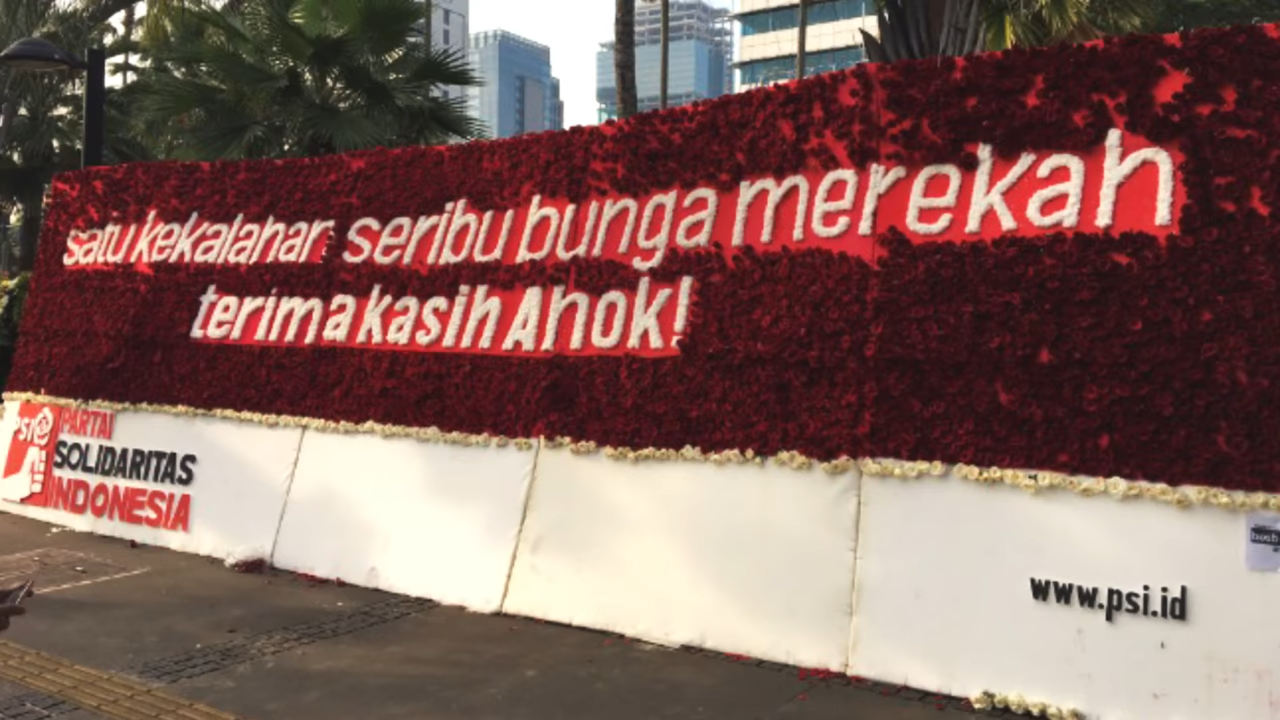 satu kekalahan seribu bunga merekah
terima kasih Ahok!
PSI
PARTAI
SOLIDARITAS
INDONESIA
www.psi.id